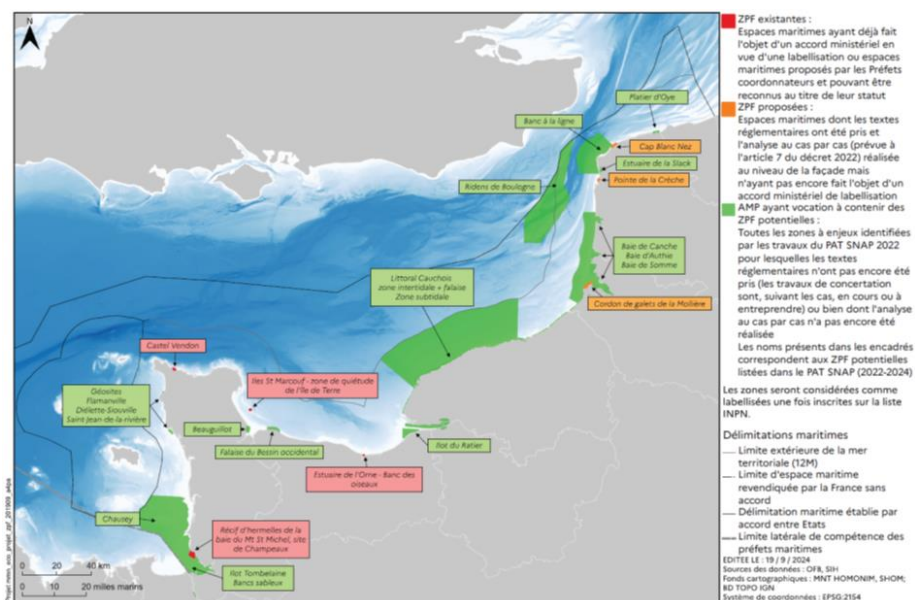 N
Platier d'Oye
Banc à la ligne
Cap Blanc Nez
Estuaire de la Slack
Pointe de la Crèche
Ridens de Boulogne
Baie de Canche
Baie d'Authie
Baie de Somme
Littoral Cauchois
zone intertidale + falaise
Zone subtidale
Cordon de galets de la Mollière
Castel Vendon
Iles St Marcouf - zone de quiétude
de l'Île de Terre
Déosites
Flamanville
Diélette-Siouville
Saint Jean de la rivière
Beauguillot
Falaise du Bessin occidental
Ilot du Ratier
Estuaire de l'Orne - Banc des
oiseaux
Chausey
Récif d'hermelles de la
baie du Mt St Michel, site
de Champeaux
Ilot Tombelaine
Bancs sableux
0 20 40 km
0 10 20 miles marins
ZPF existantes :
Espaces maritimes ayant déjà fait
l'objet d'un accord ministériel en
vue d'une labellisation ou espaces
maritimes proposés par les Préfets
coordonnateurs et pouvant être
reconnus au titre de leur statut
ZPF proposées :
Espaces maritimes dont les textes
réglementaires ont été pris et
l'analyse au cas par cas (prévue à
l'article 7 du décret 2022) réalisée
au niveau de la façade mais
n'ayant pas encore fait l'objet d'un
accord ministériel de labellisation
AMP ayant vocation à contenir des
ZPF potentielles :
Toutes les zones à enjeux identifiées
par les travaux du PAT SNAP 2022
pour lesquelles les textes
réglementaires n'ont pas encore été
pris (les travaux de concertation
sont, suivant les cas, en cours ou à
entreprendre) ou bien dont l'analyse
au cas par cas n'a pas encore été
réalisée
Les noms présents dans les encadrés
correspondent aux ZPF potentielles
listées dans le PAT SNAP (2022-2024)
Les zones seront considérées comme
labellisées une fois inscrites sur la liste
INPN.
Délimitations maritimes
Limite extérieure de la mer
territoriale (12M)
Limite d'espace maritime
revendiquée par la France sans
accord
Délimitation maritime établie par
accord entre Etats
Limite latérale de compétence des
préfets maritimes
EDITEE LE : 19 / 9 / 2024
Sources des données : OFB, SIH
Fonds cartographiques : MNT HOMONIM, SHOM;
BD TOPO IGN
Système de coordonnées : EPSG:2154